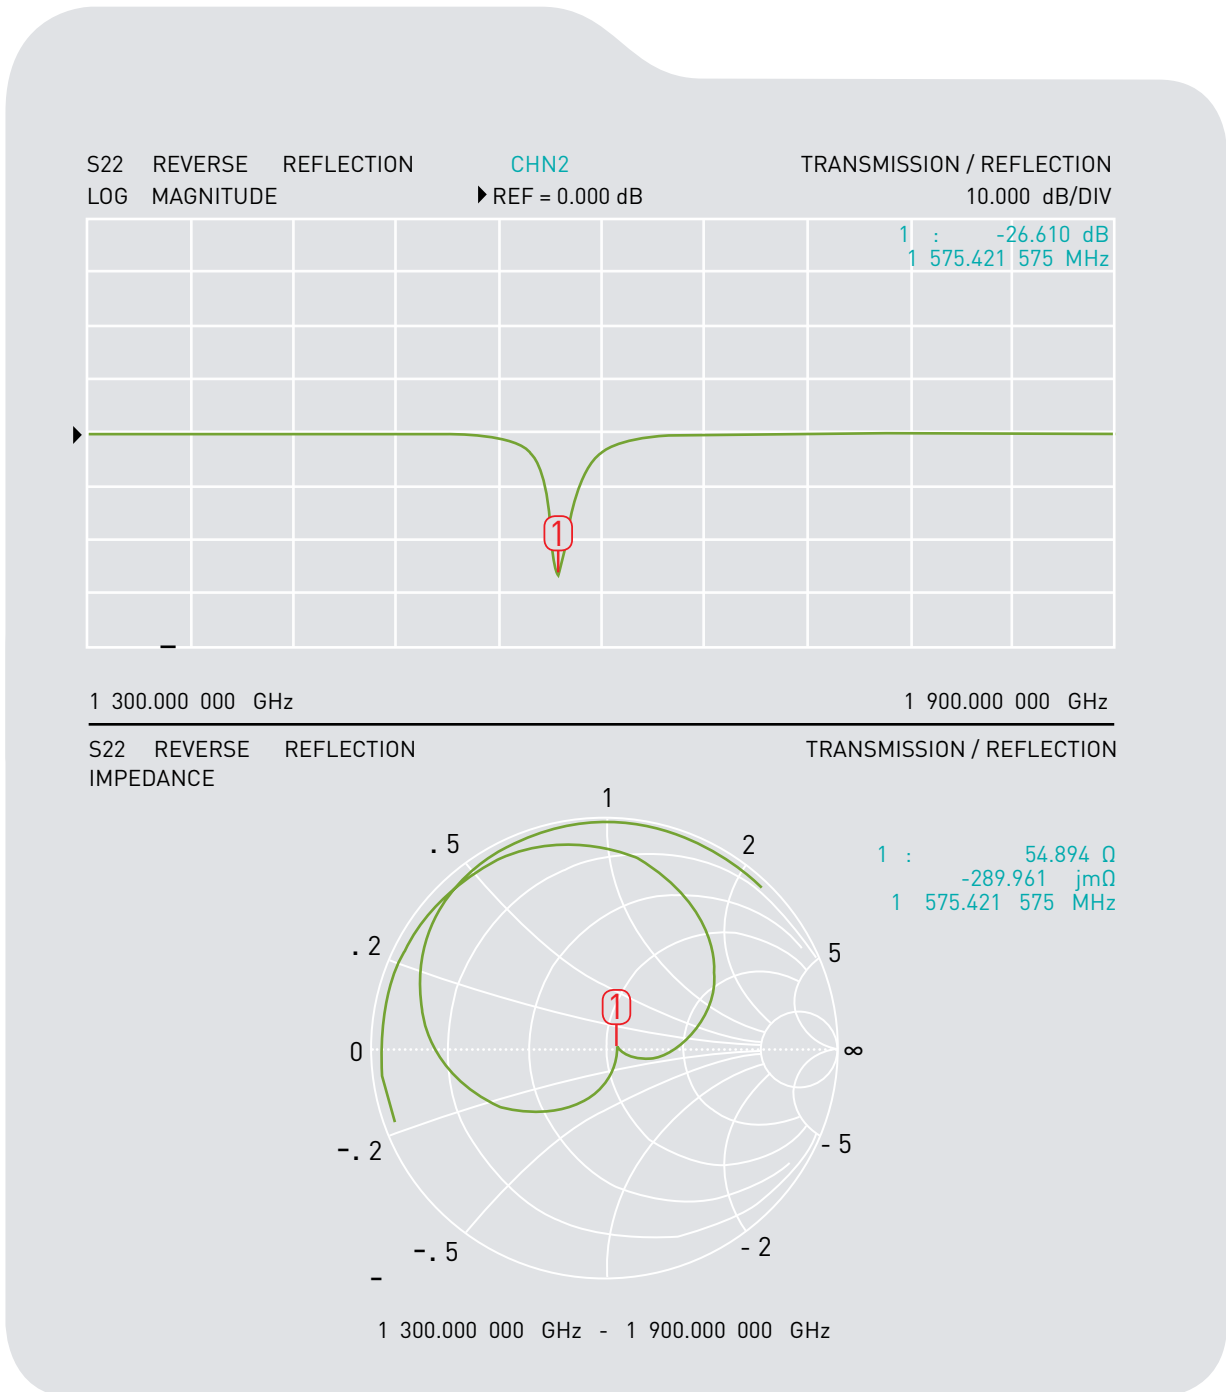 S22 REVERSE REFLECTION CHN2 TRANSMISSION / REFLECTION
LOG MAGNITUDE REF = 0.000 dB 10.000 dB/DIV
1 : -26.610 dB
1 575.421 575 MHz
1
1 300.000 000 GHz 1 900.000 000 GHz
S22 REVERSE REFLECTION TRANSMISSION / REFLECTION
IMPEDANCE
1
. 5 2
1 : 54.894 Ω
-289.961 jmΩ
1 575.421 575 MHz
. 2 5
1
0 ∞
-. 2 - 5
-. 5 - 2
1 300.000 000 GHz - 1 900.000 000 GHz